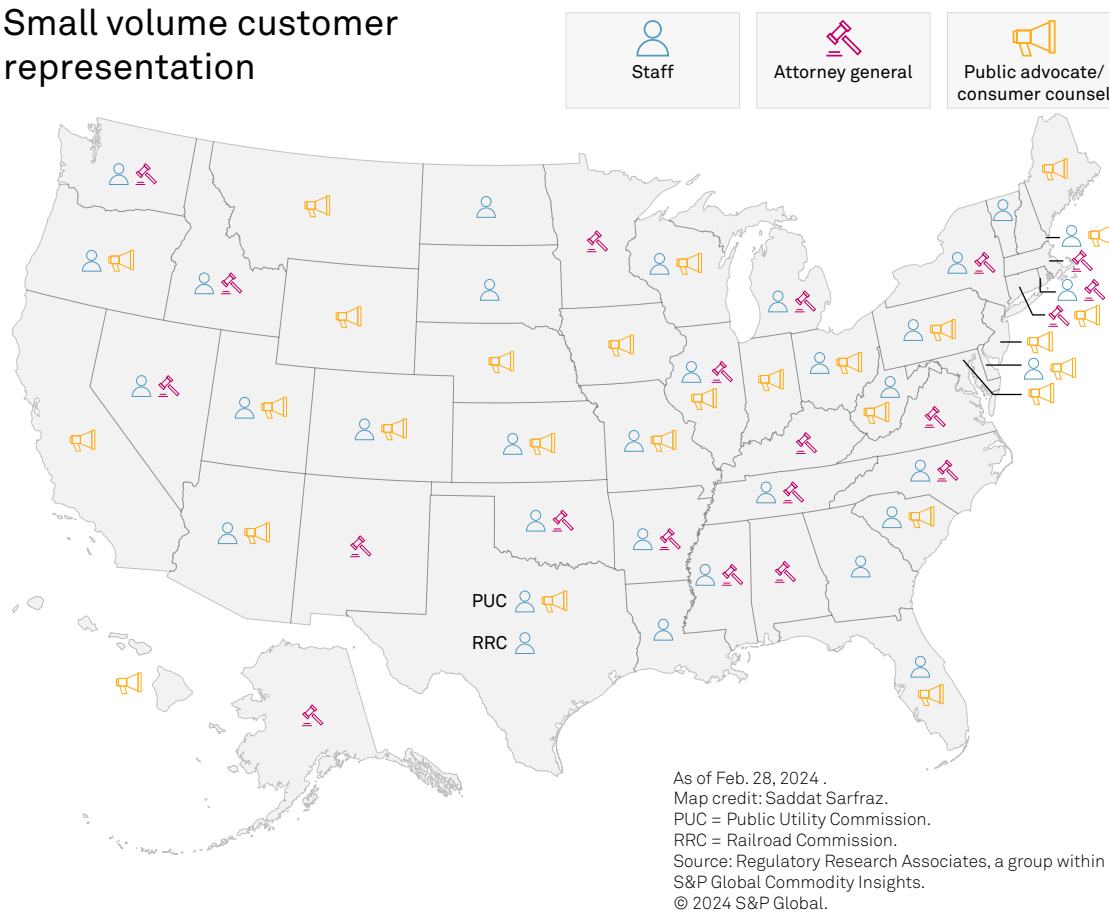 Small volume customer
representation
Staff
Attorney general
Public advocate/
consumer counsel
PUC
RRC
As of Feb. 28, 2024 .
Map credit: Saddat Sarfraz.
PUC = Public Utility Commission.
RRC = Railroad Commission.
Source: Regulatory Research Associates, a group within
S&P Global Commodity Insights.
© 2024 S&P Global.